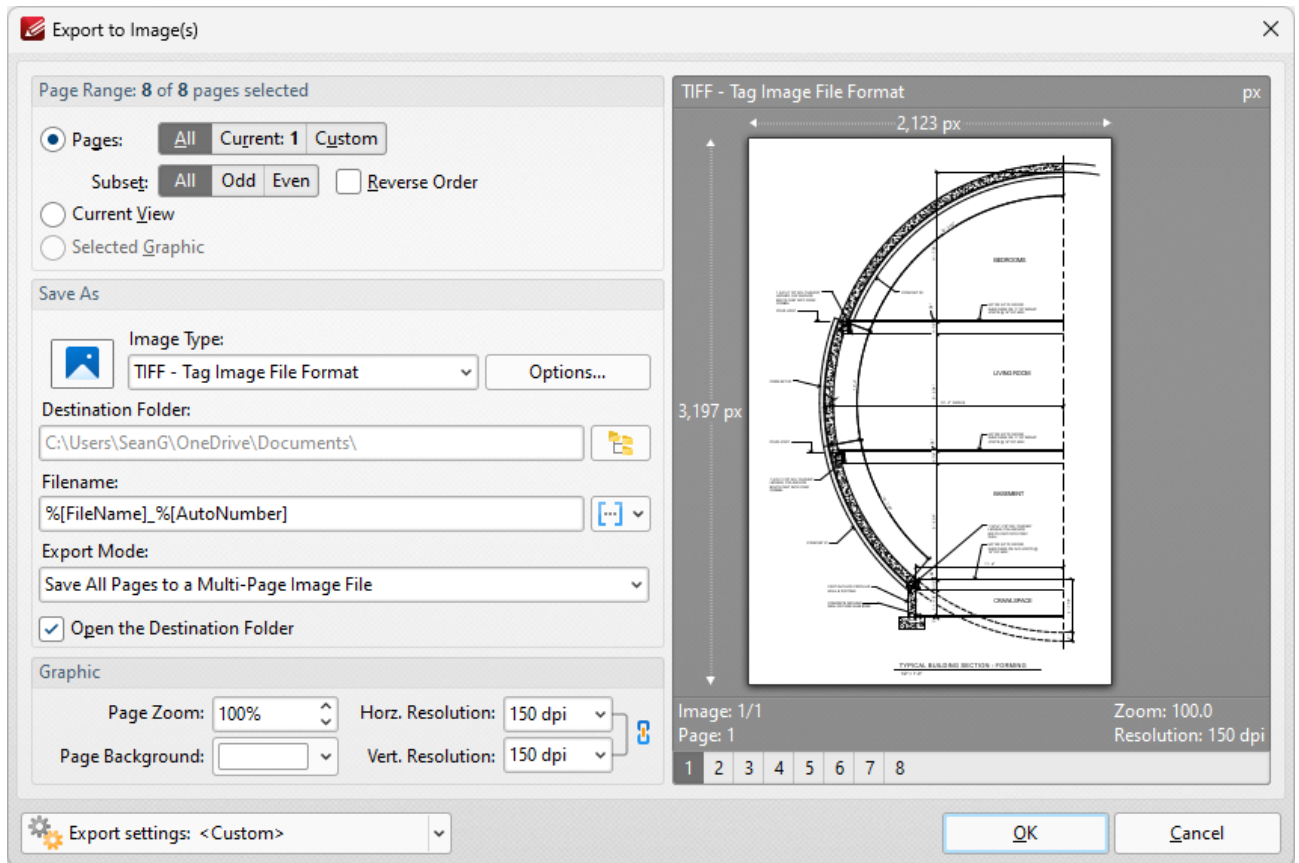 Export to Image(s)
Page Range: 8 of 8 pages selected
Pages: All Current: 1 Custom
Subset: All Odd Even Reverse Order
Current View
Selected Graphic
Save As
Image Type:
TIFF - Tag Image File Format Options...
Destination Folder:
C:\Users\SeanG\OneDrive\Documents\
Filename:
%[FileName]_%[AutoNumber]
Export Mode:
Save All Pages to a Multi-Page Image File
Open the Destination Folder
Graphic
Page Zoom: 100% Horz. Resolution: 150 dpi
Page Background: Vert. Resolution: 150 dpi
TIFF - Tag Image File Format px
2,123 px
3,197 px
BEDROOMS
LIVING ROOM
BASEMENT
CRAWLSPACE
TYPICAL BUILDING SECTION - FORMING
Image: 1/1 Zoom: 100.0
Page: 1 Resolution: 150 dpi
1 2 3 4 5 6 7 8
Export settings: <Custom> OK Cancel